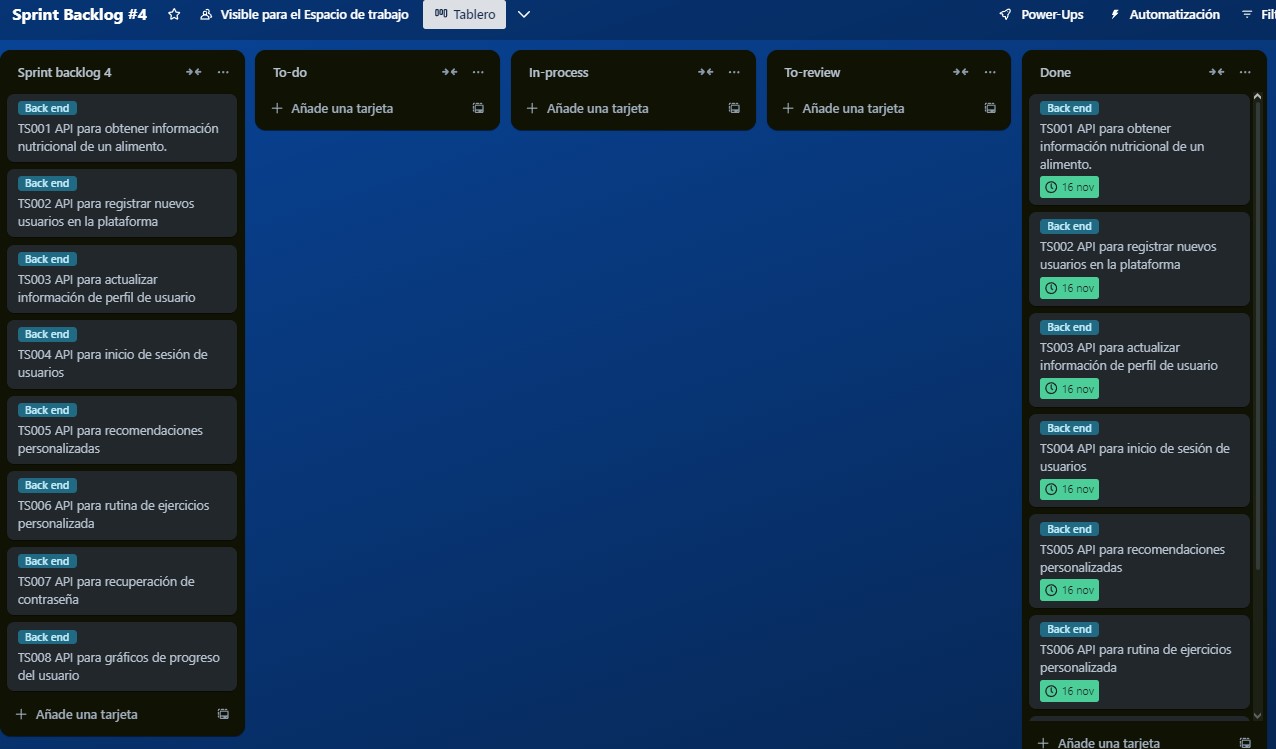 Sprint Backlog #4
Visible para el Espacio de trabajo
Tablero
Power-Ups
Automatización
Sprint backlog 4
Back end
TS001 API para obtener información
nutricional de un alimento.
Back end
TS002 API para registrar nuevos
usuarios en la plataforma
Back end
TS003 API para actualizar
información de perfil de usuario
Back end
TS004 API para inicio de sesión de
usuarios
Back end
TS005 API para recomendaciones
personalizadas
Back end
TS006 API para rutina de ejercicios
personalizada
Back end
TS007 API para recuperación de
contraseña
Back end
TS008 API para gráficos de progreso
del usuario
Añade una tarjeta
To-do
Añade una tarjeta
In-process
Añade una tarjeta
To-review
Añade una tarjeta
Done
Back end
TS001 API para obtener
información nutricional de un
alimento.
16 nov
Back end
TS002 API para registrar nuevos
usuarios en la plataforma
16 nov
Back end
TS003 API para actualizar
información de perfil de usuario
16 nov
Back end
TS004 API para inicio de sesión de
usuarios
16 nov
Back end
TS005 API para recomendaciones
personalizadas
16 nov
Back end
TS006 API para rutina de ejercicios
personalizada
16 nov
Añade una tarjeta